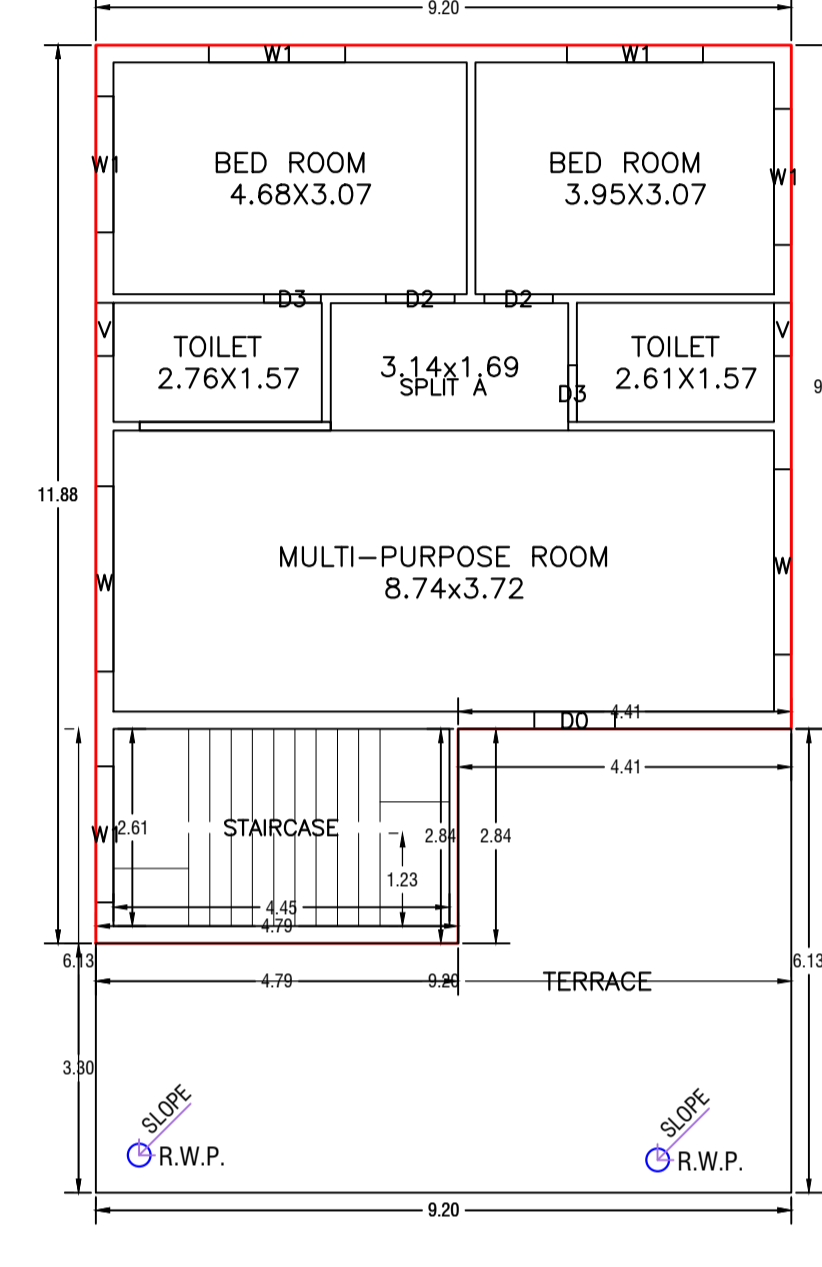 9.20
W1 W1
BED ROOM
4.68X3.07
BED ROOM
3.95X3.07
W1
W1
D3 D2 D2
V
TOILET
2.76X1.57
3.14x1.69
SPLIT A
D3
TOILET
2.61X1.57
V
9
11.88
MULTI-PURPOSE ROOM
8.74x3.72
W
W
4.41
DO
4.41
W1
2.61
STAIRCASE
2.84
2.84
1.23
4.45
4.79
6.13
6.13
4.79
9.20
TERRACE
3.30
SLOPE
R.W.P.
SLOPE
R.W.P.
9.20